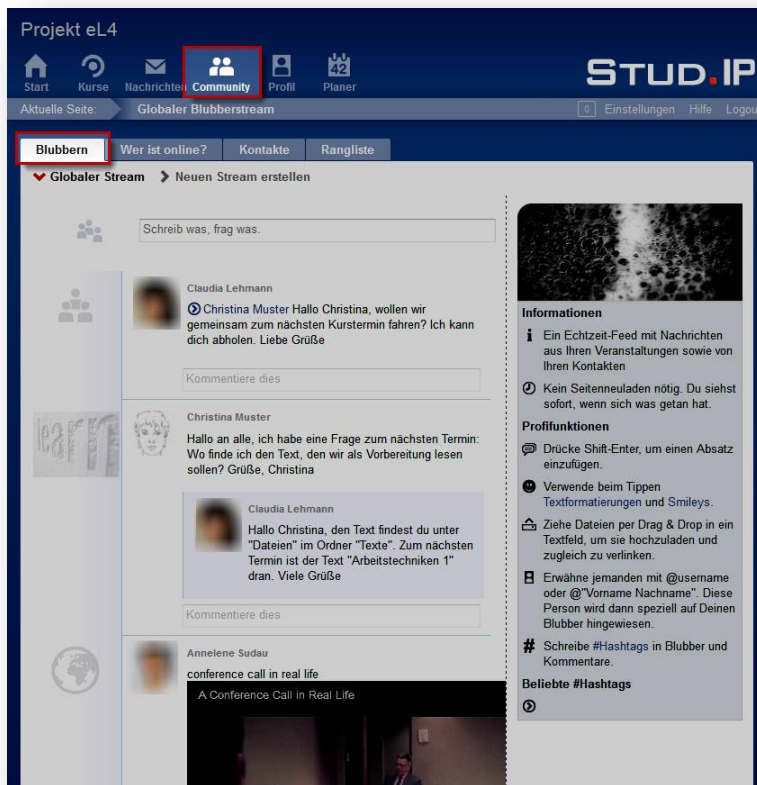 Projekt eL4
Start Kurse Nachrichten Community Profil 42 Planer
STUD.IP
Aktuelle Seite: Globaler Blubberstream 0 Einstellungen Hilfe Logou
Blubbern Wer ist online? Kontakte Rangliste
Globaler Stream Neuen Stream erstellen
Schreib was, frag was.
Claudia Lehmann
Christina Muster Hallo Christina, wollen wir
gemeinsam zum nächsten Kurstermin fahren? Ich kann
dich abholen. Liebe Grüße
Kommentiere dies
learn
Christina Muster
Hallo an alle, ich habe eine Frage zum nächsten Termin:
Wo finde ich den Text, den wir als Vorbereitung lesen
sollen? Grüße, Christina
Claudia Lehmann
Hallo Christina, den Text findest du unter
"Dateien" im Ordner "Texte". Zum nächsten
Termin ist der Text "Arbeitstechniken 1"
dran. Viele Grüße
Kommentiere dies
Annelene Sudau
conference call in real life
A Conference Call in Real Life
Informationen
Ein Echtzeit-Feed mit Nachrichten
aus Ihren Veranstaltungen sowie von
Ihren Kontakten
Kein Seitenneuladen nötig. Du siehst
sofort, wenn sich was getan hat.
Profifunktionen
Drücke Shift-Enter, um einen Absatz
einzufügen.
Verwende beim Tippen
Textformatierungen und Smileys.
Ziehe Dateien per Drag & Drop in ein
Textfeld, um sie hochzuladen und
zugleich zu verlinken.
Erwähne jemanden mit @username
oder @"Vorname Nachname". Diese
Person wird dann speziell auf Deinen
Blubber hingewiesen.
# Schreibe #Hashtags in Blubber und
Kommentare.
Beliebte #Hashtags